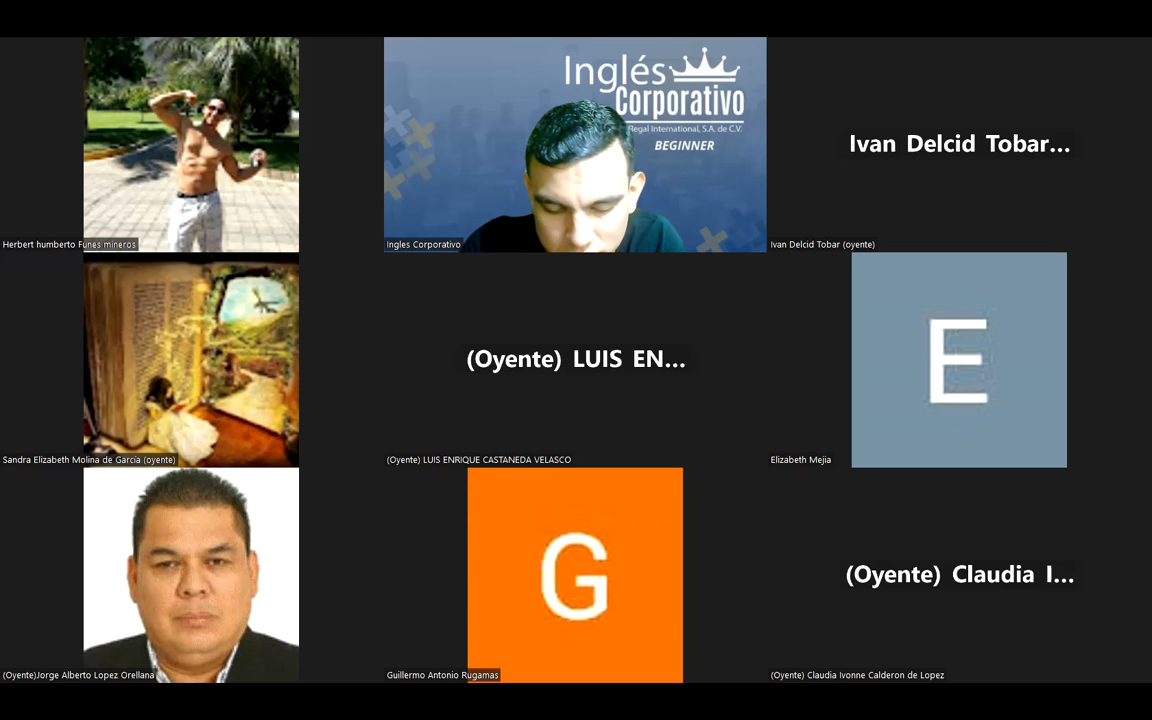 Inglés
Corporativo
Regal International, S.A. de C.V.
BEGINNER
Ivan Delcid Tobar...
Herbert humberto Funes mineros
Ingles Corporativo
Ivan Delcid Tobar (oyente)
(Oyente) LUIS EN...
E
Sandra Elizabeth Molina de García (oyente)
(Oyente) LUIS ENRIQUE CASTANEDA VELASCO
Elizabeth Mejia
G
(Oyente) Claudia I...
(Oyente)Jorge Alberto Lopez Orellana
Guillermo Antonio Rugamas
(Oyente) Claudia Ivonne Calderon de Lopez